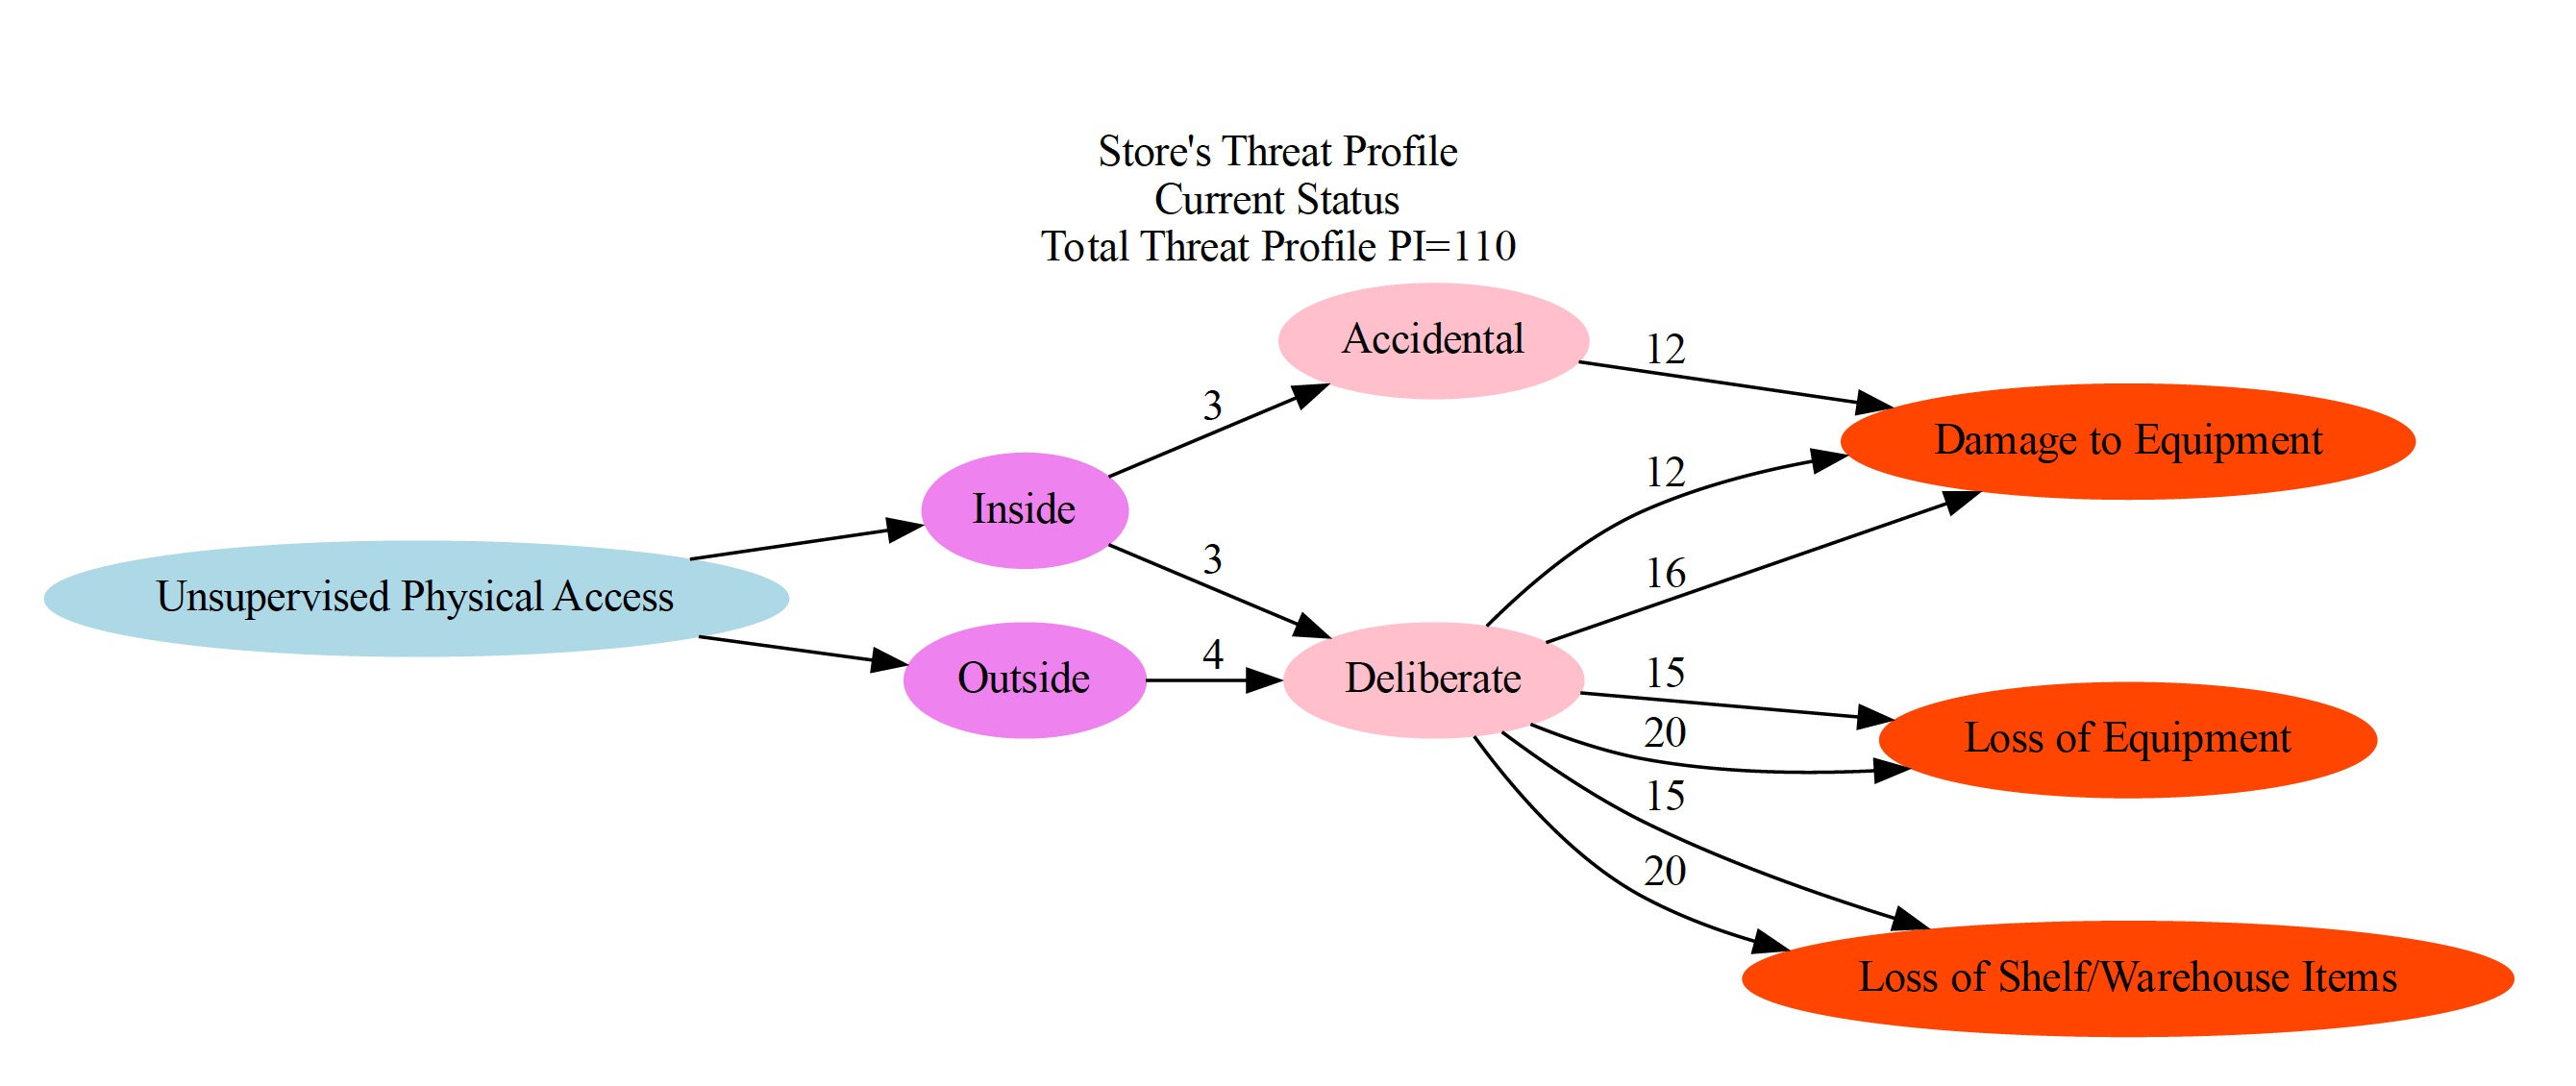 Store's Threat Profile
Current Status
Total Threat Profile PI=110
Accidental
12
Damage to Equipment
3
12
Inside
3
16
Unsupervised Physical Access
Outside
4
Deliberate
15
Loss of Equipment
20
15
20
Loss of Shelf/Warehouse Items